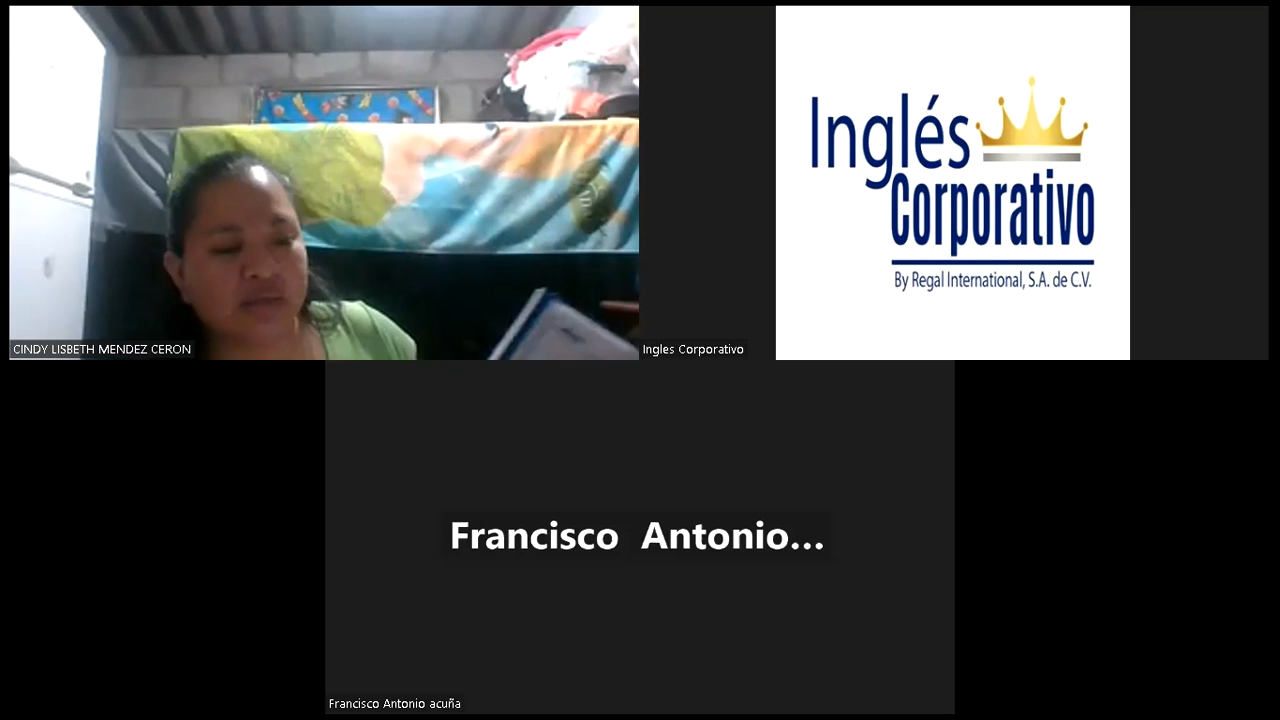 CINDY LISBETH MENDEZ CERON
Inglés
Corporativo
By Regal International, S.A. de C.V.
Ingles Corporativo
Francisco Antonio...
Francisco Antonio acuña